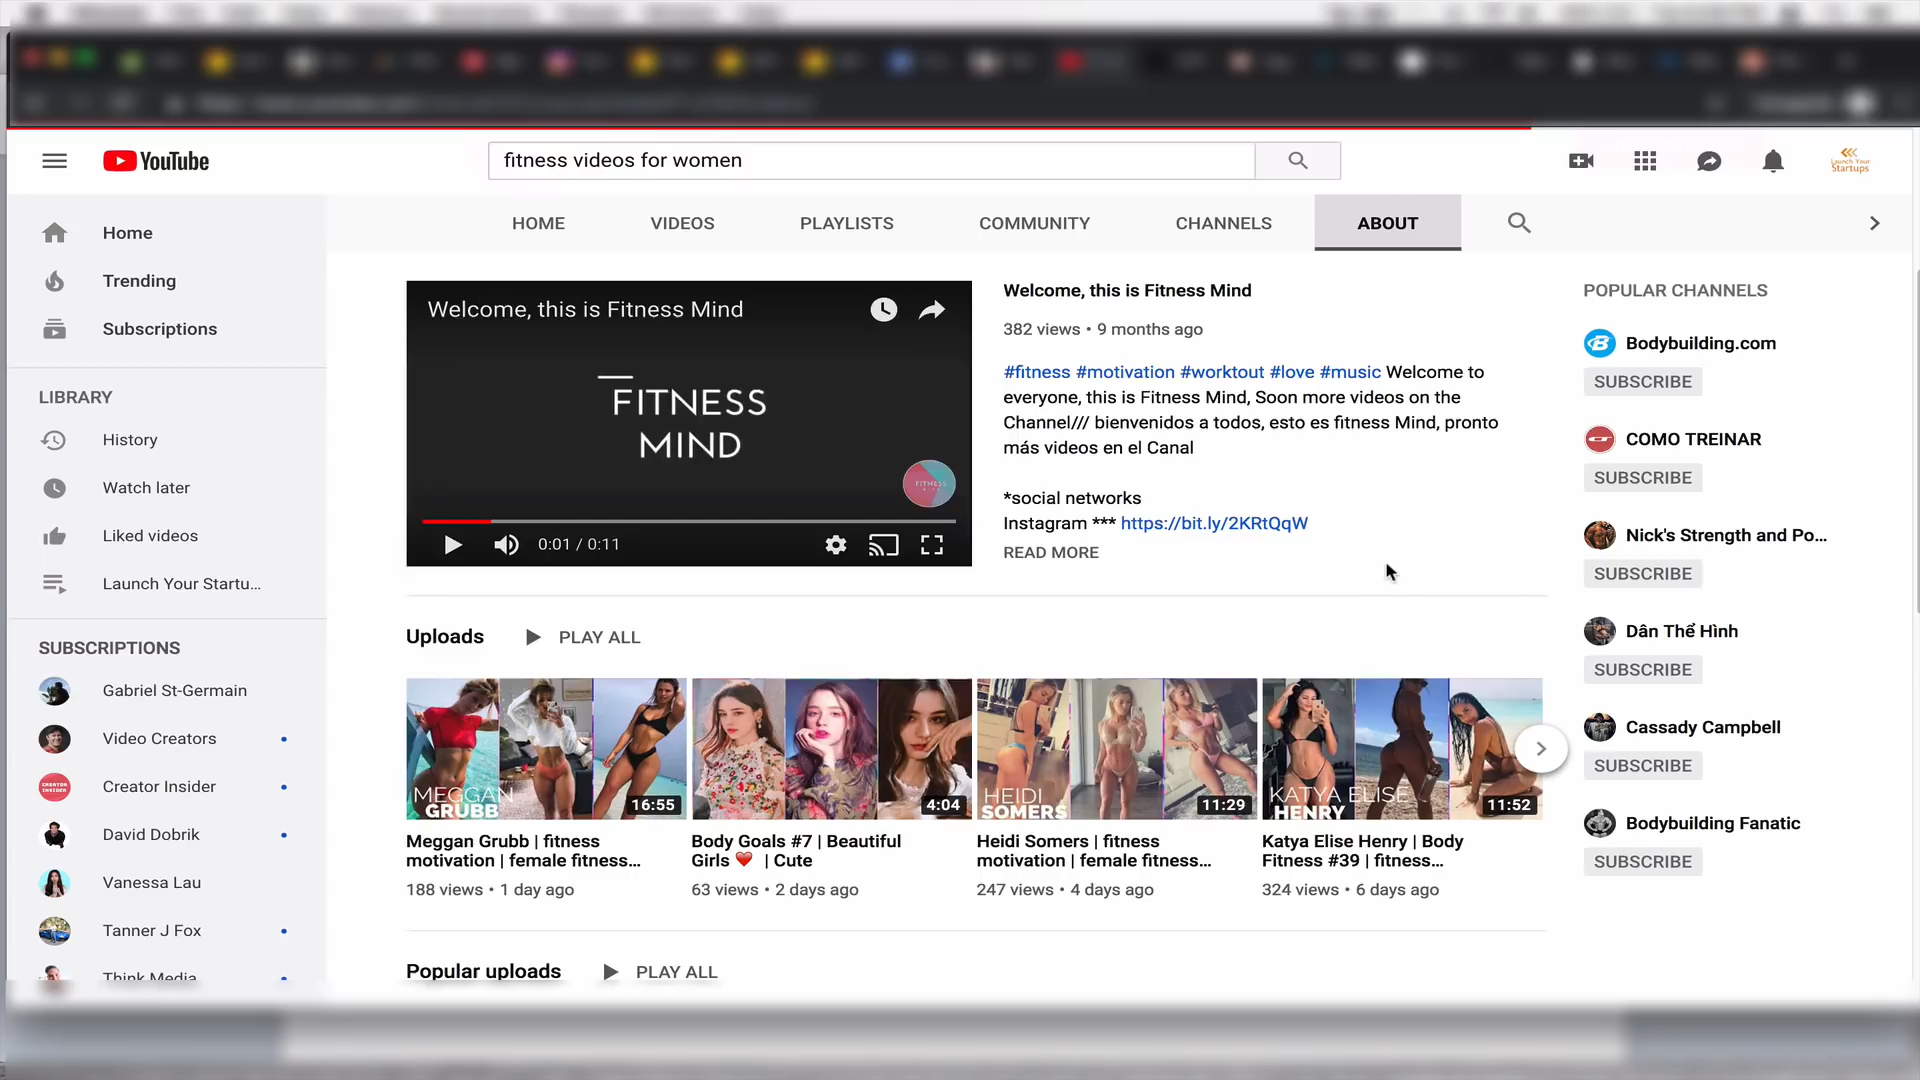 YouTube
fitness videos for women
Launch Your
Startups
HOME
VIDEOS
PLAYLISTS
COMMUNITY
CHANNELS
ABOUT
Home
Trending
Subscriptions
LIBRARY
History
Watch later
Liked videos
Launch Your Startu...
SUBSCRIPTIONS
Gabriel St-Germain
Video Creators
CREATOR
INSIDER
Creator Insider
David Dobrik
Vanessa Lau
Tanner J Fox
Think Media
Welcome, this is Fitness Mind
FITNESS
MIND
FITNESS
0:01 / 0:11
Welcome, this is Fitness Mind
382 views • 9 months ago
#fitness #motivation #worktout #love #music Welcome to
everyone, this is Fitness Mind, Soon more videos on the
Channel/// bienvenidos a todos, esto es fitness Mind, pronto
más videos en el Canal
*social networks
Instagram *** https://bit.ly/2KRtQqW
READ MORE
Uploads
PLAY ALL
MEGGAN
GRUBB
16:55
Meggan Grubb | fitness
motivation | female fitness...
188 views • 1 day ago
4:04
Body Goals #7 | Beautiful
Girls ❤️ | Cute
63 views • 2 days ago
HEIDI
SOMERS
11:29
Heidi Somers | fitness
motivation | female fitness...
247 views • 4 days ago
KATYA ELISE
HENRY
11:52
Katya Elise Henry | Body
Fitness #39 | fitness...
324 views • 6 days ago
Popular uploads
PLAY ALL
POPULAR CHANNELS
Bodybuilding.com
SUBSCRIBE
COMO TREINAR
SUBSCRIBE
Nick's Strength and Po...
SUBSCRIBE
Dân Thể Hình
SUBSCRIBE
Cassady Campbell
SUBSCRIBE
Bodybuilding Fanatic
SUBSCRIBE